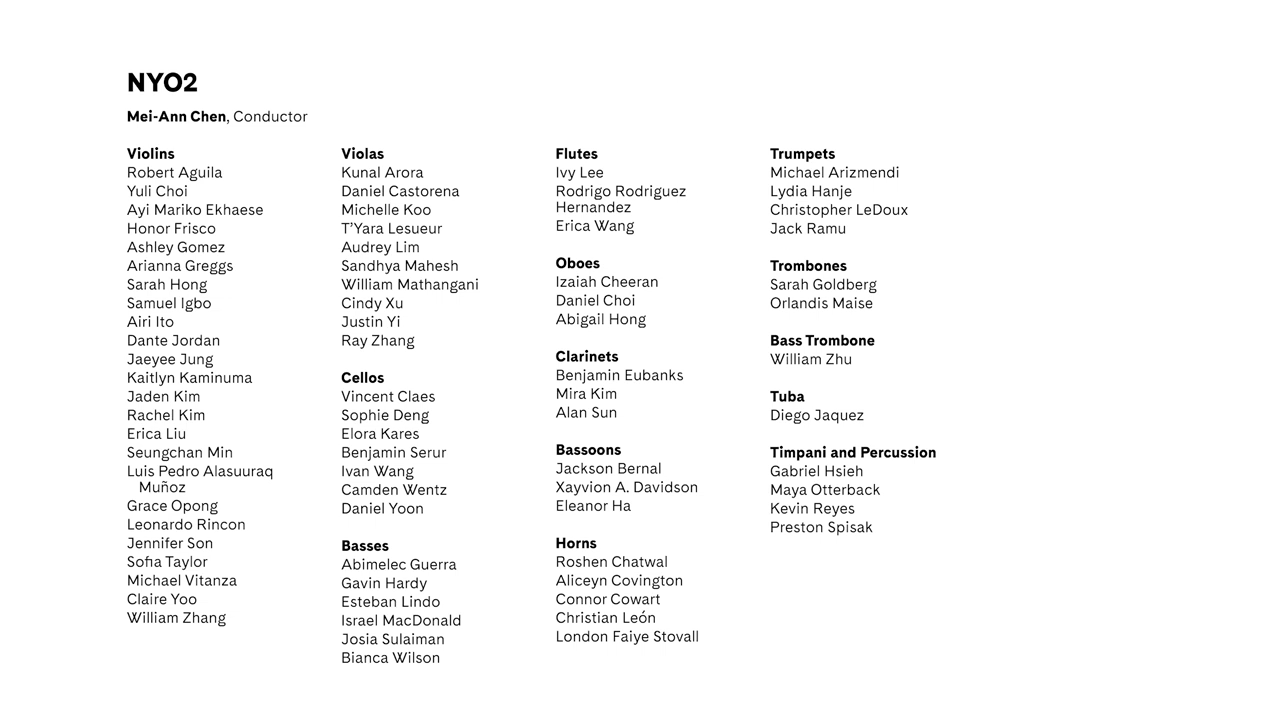 NYO2
Mei-Ann Chen, Conductor
Violins
Robert Aguila
Yuli Choi
Ayi Mariko Ekhaese
Honor Frisco
Ashley Gomez
Arianna Greggs
Sarah Hong
Samuel Igbo
Airi Ito
Dante Jordan
Jaeyee Jung
Kaitlyn Kaminuma
Jaden Kim
Rachel Kim
Erica Liu
Seungchan Min
Luis Pedro Alasuuraq
Muñoz
Grace Opong
Leonardo Rincon
Jennifer Son
Sofia Taylor
Michael Vitanza
Claire Yoo
William Zhang
Violas
Kunal Arora
Daniel Castorena
Michelle Koo
T’Yara Lesueur
Audrey Lim
Sandhya Mahesh
William Mathangani
Cindy Xu
Justin Yi
Ray Zhang
Cellos
Vincent Claes
Sophie Deng
Elora Kares
Benjamin Serur
Ivan Wang
Camden Wentz
Daniel Yoon
Basses
Abimelec Guerra
Gavin Hardy
Esteban Lindo
Israel MacDonald
Josia Sulaiman
Bianca Wilson
Flutes
Ivy Lee
Rodrigo Rodriguez
Hernandez
Erica Wang
Oboes
Izaiah Cheeran
Daniel Choi
Abigail Hong
Clarinets
Benjamin Eubanks
Mira Kim
Alan Sun
Bassoons
Jackson Bernal
Xayvion A. Davidson
Eleanor Ha
Horns
Roshen Chatwal
Aliceyn Covington
Connor Cowart
Christian León
London Faiye Stovall
Trumpets
Michael Arizmendi
Lydia Hanje
Christopher LeDoux
Jack Ramu
Trombones
Sarah Goldberg
Orlandis Maise
Bass Trombone
William Zhu
Tuba
Diego Jaquez
Timpani and Percussion
Gabriel Hsieh
Maya Otterback
Kevin Reyes
Preston Spisak